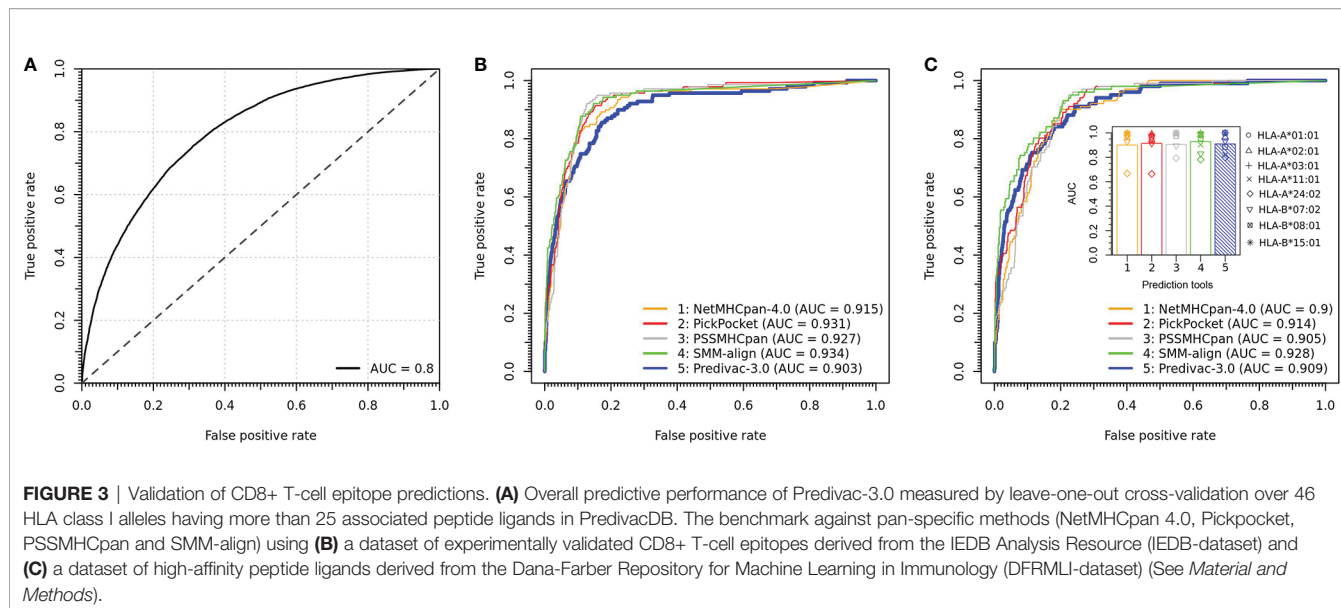 A
True positive rate
0.0 0.2 0.4 0.6 0.8 1.0
AUC = 0.8
0.0 0.2 0.4 0.6 0.8 1.0
False positive rate
B
True positive rate
0.0 0.2 0.4 0.6 0.8 1.0
1: NetMHCpan-4.0 (AUC = 0.915)
2: PickPocket (AUC = 0.931)
3: PSSMHCpan (AUC = 0.927)
4: SMM-align (AUC = 0.934)
5: Predivac-3.0 (AUC = 0.903)
0.0 0.2 0.4 0.6 0.8 1.0
False positive rate
C
True positive rate
0.0 0.2 0.4 0.6 0.8 1.0
AUC
0.0 0.2 0.4 0.6 0.8 1.0
1 2 3 4 5
Prediction tools
HLA-A*01:01
HLA-A*02:01
HLA-A*03:01
HLA-A*11:01
HLA-A*24:02
HLA-B*07:02
HLA-B*08:01
HLA-B*15:01
1: NetMHCpan-4.0 (AUC = 0.9)
2: PickPocket (AUC = 0.914)
3: PSSMHCpan (AUC = 0.905)
4: SMM-align (AUC = 0.928)
5: Predivac-3.0 (AUC = 0.909)
0.0 0.2 0.4 0.6 0.8 1.0
False positive rate
FIGURE 3 | Validation of CD8+ T-cell epitope predictions. (A) Overall predictive performance of Predivac-3.0 measured by leave-one-out cross-validation over 46
HLA class I alleles having more than 25 associated peptide ligands in PredivacDB. The benchmark against pan-specific methods (NetMHCpan 4.0, Pickpocket,
PSSMHCpan and SMM-align) using (B) a dataset of experimentally validated CD8+ T-cell epitopes derived from the IEDB Analysis Resource (IEDB-dataset) and
(C) a dataset of high-affinity peptide ligands derived from the Dana-Farber Repository for Machine Learning in Immunology (DFRMLI-dataset) (See Material and
Methods).